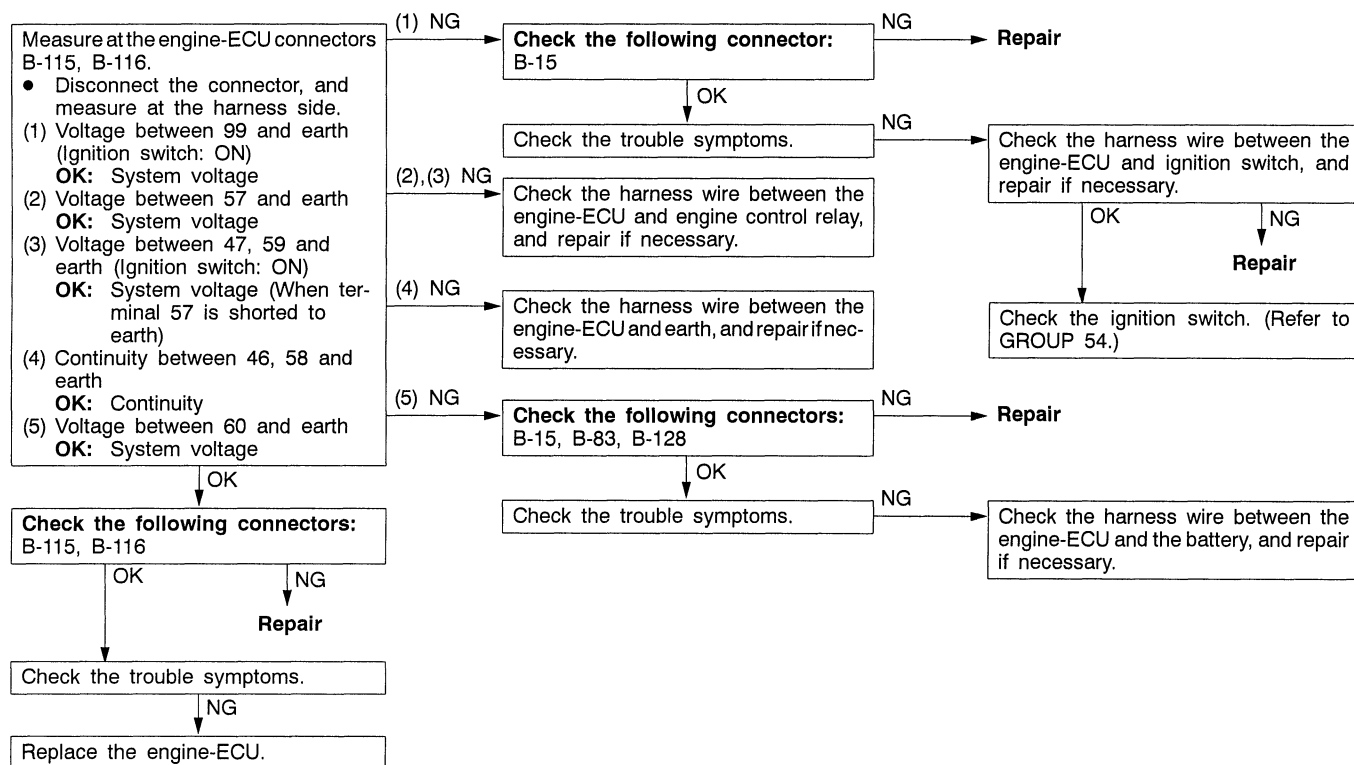 Measure at the engine-ECU connectors
B-115, B-116.
● Disconnect the connector, and
measure at the harness side.
(1) Voltage between 99 and earth
(Ignition switch: ON)
OK: System voltage
(2) Voltage between 57 and earth
OK: System voltage
(3) Voltage between 47, 59 and
earth (Ignition switch: ON)
OK: System voltage (When ter-
minal 57 is shorted to
earth)
(4) Continuity between 46, 58 and
earth
OK: Continuity
(5) Voltage between 60 and earth
OK: System voltage
OK
Check the following connectors:
B-115, B-116
OK
NG
Repair
Check the trouble symptoms.
NG
Replace the engine-ECU.
(1) NG
Check the following connector:
B-15
NG
Repair
OK
Check the trouble symptoms.
NG
Check the harness wire between the
engine-ECU and ignition switch, and
repair if necessary.
OK
NG
Repair
Check the ignition switch. (Refer to
GROUP 54.)
(2),(3) NG
Check the harness wire between the
engine-ECU and engine control relay,
and repair if necessary.
(4) NG
Check the harness wire between the
engine-ECU and earth, and repair if nec-
essary.
(5) NG
Check the following connectors:
B-15, B-83, B-128
NG
Repair
OK
Check the trouble symptoms.
NG
Check the harness wire between the
engine-ECU and the battery, and repair
if necessary.